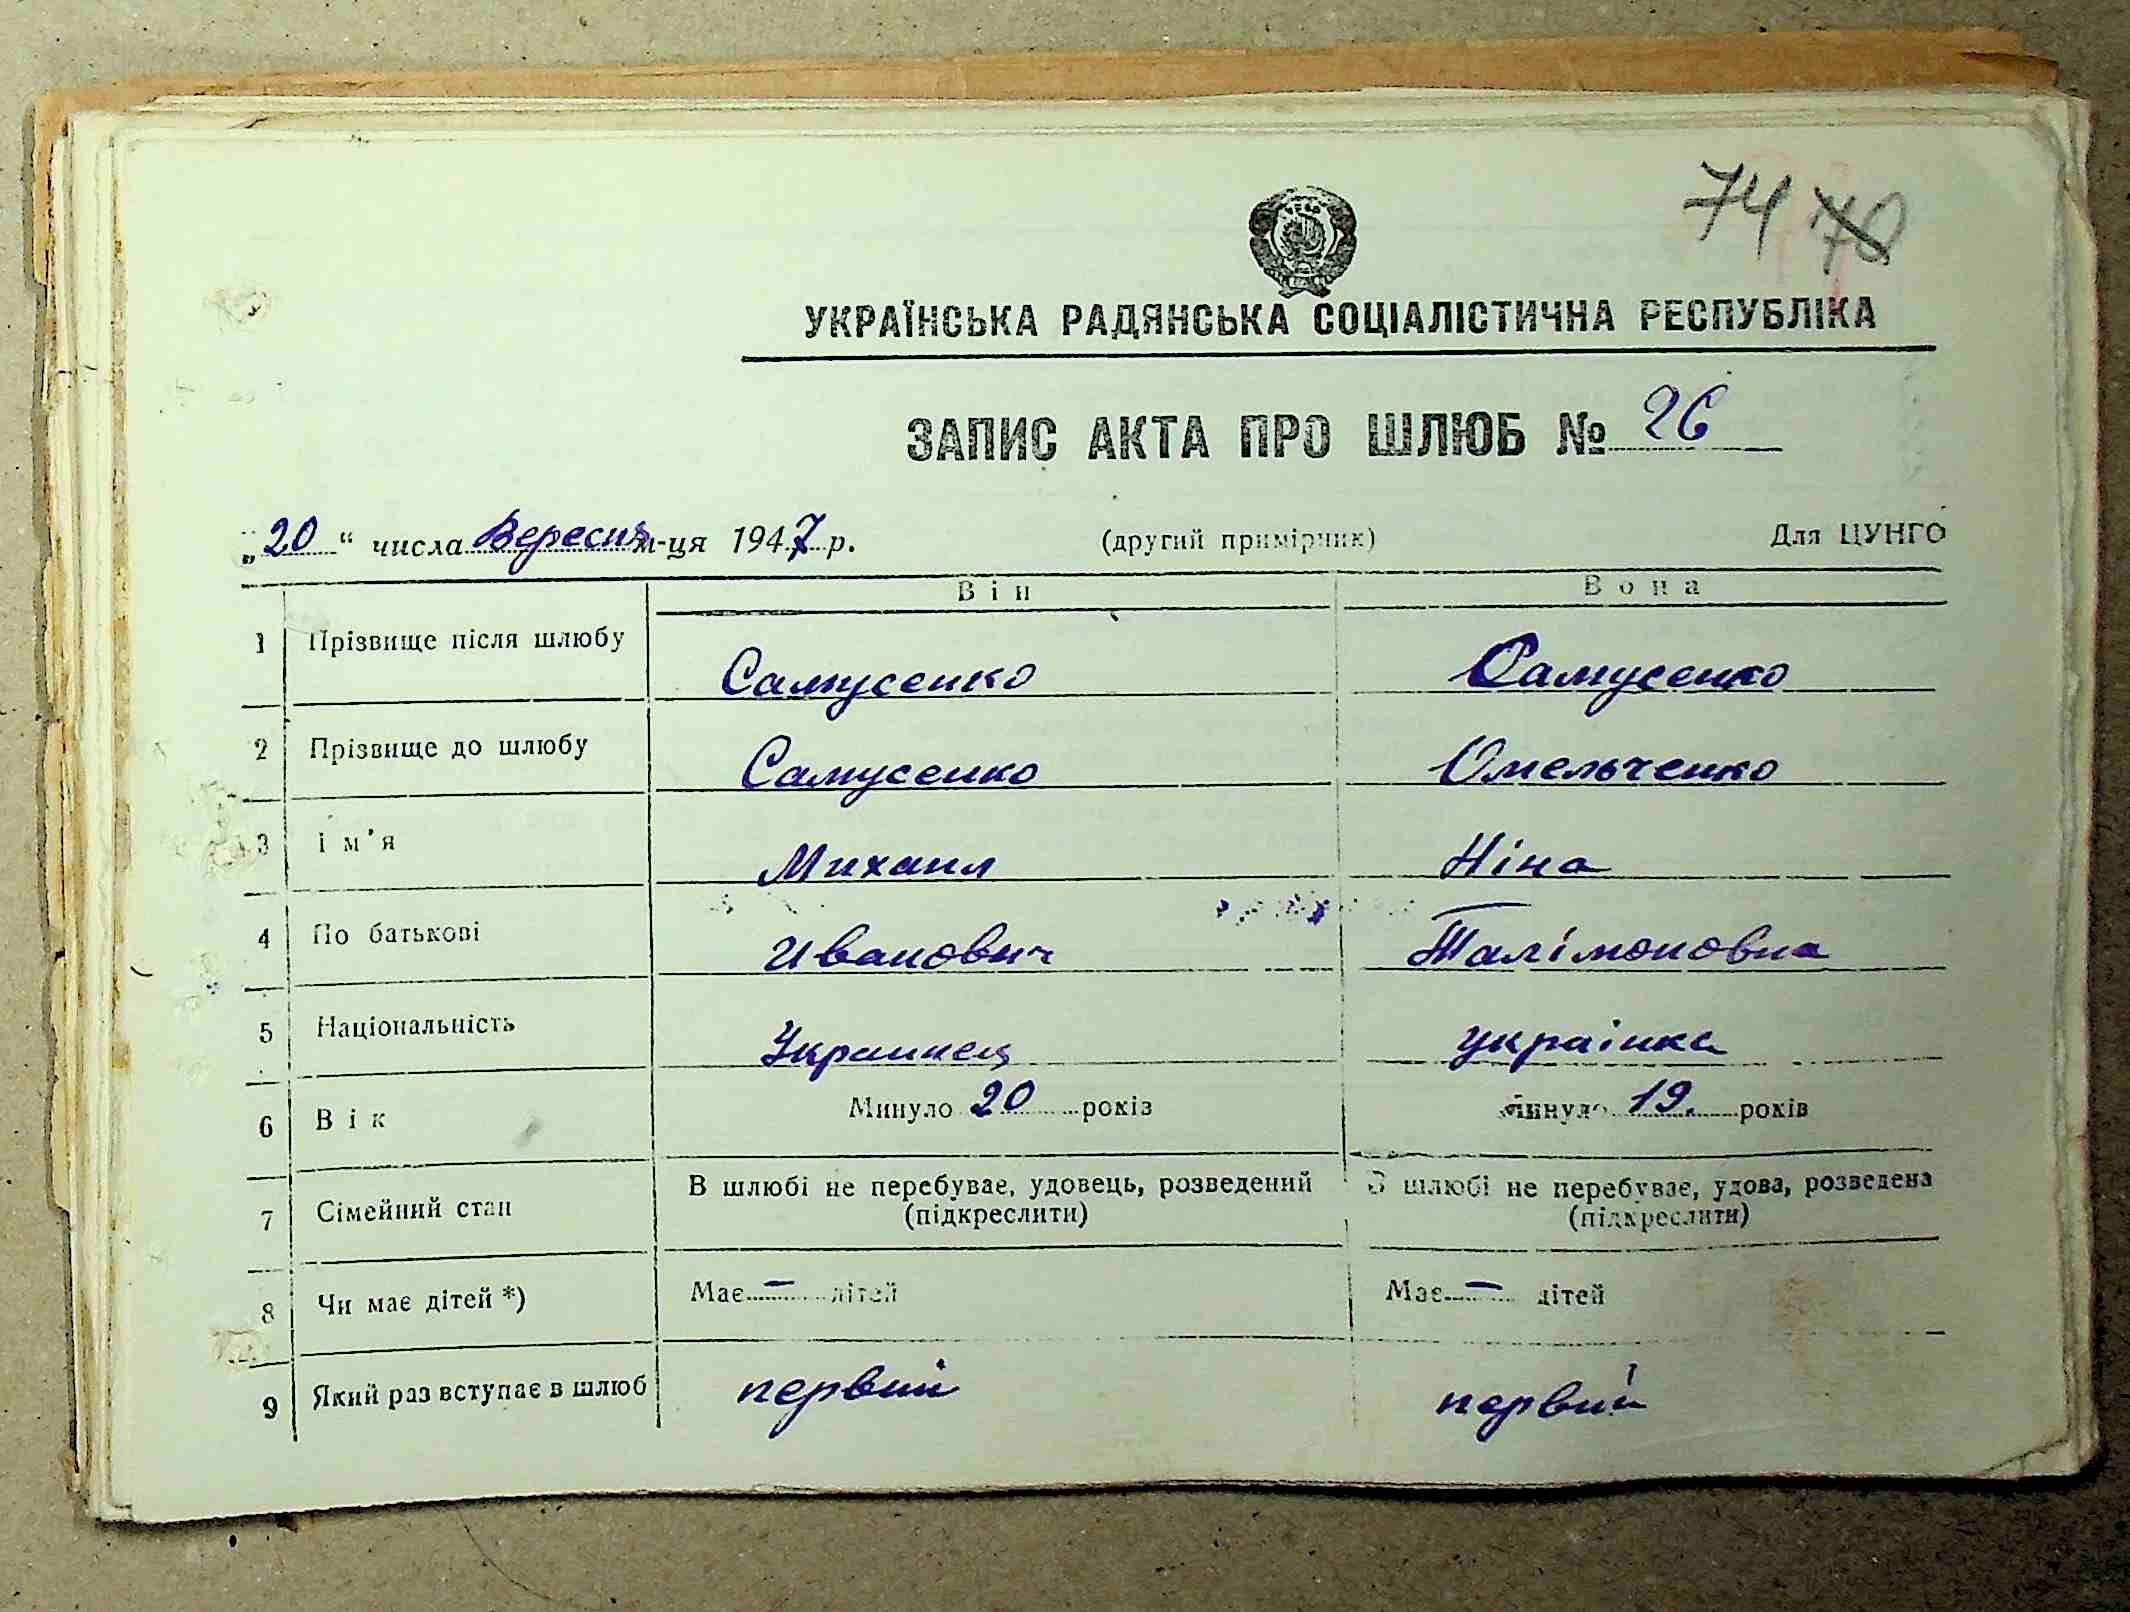 74 78
УКРАЇНСЬКА РАДЯНСЬКА СОЦІАЛІСТИЧНА РЕСПУБЛІКА
ЗАПИС АКТА ПРО ШЛЮБ № 26
„20“ числа Вересня м-ця 1947 р. (другий примірник) Для ЦУНГО
Він Вона
1 Прізвище після шлюбу Самусенко Самусенко
2 Прізвище до шлюбу Самусенко Омельченко
3 Ім'я Михаил Ніна
4 По батькові Иванович Палімоновна
5 Національність Украинец українка
6 Вік Минуло 20 років Минуло 19. років
7 Сімейний стан В шлюбі не перебуває, удовець, розведений В шлюбі не перебуває, удова, розведена
(підкреслити) (підкреслити)
8 Чи має дітей *) Має — дітей Має — дітей
9 Який раз вступає в шлюб первий первий